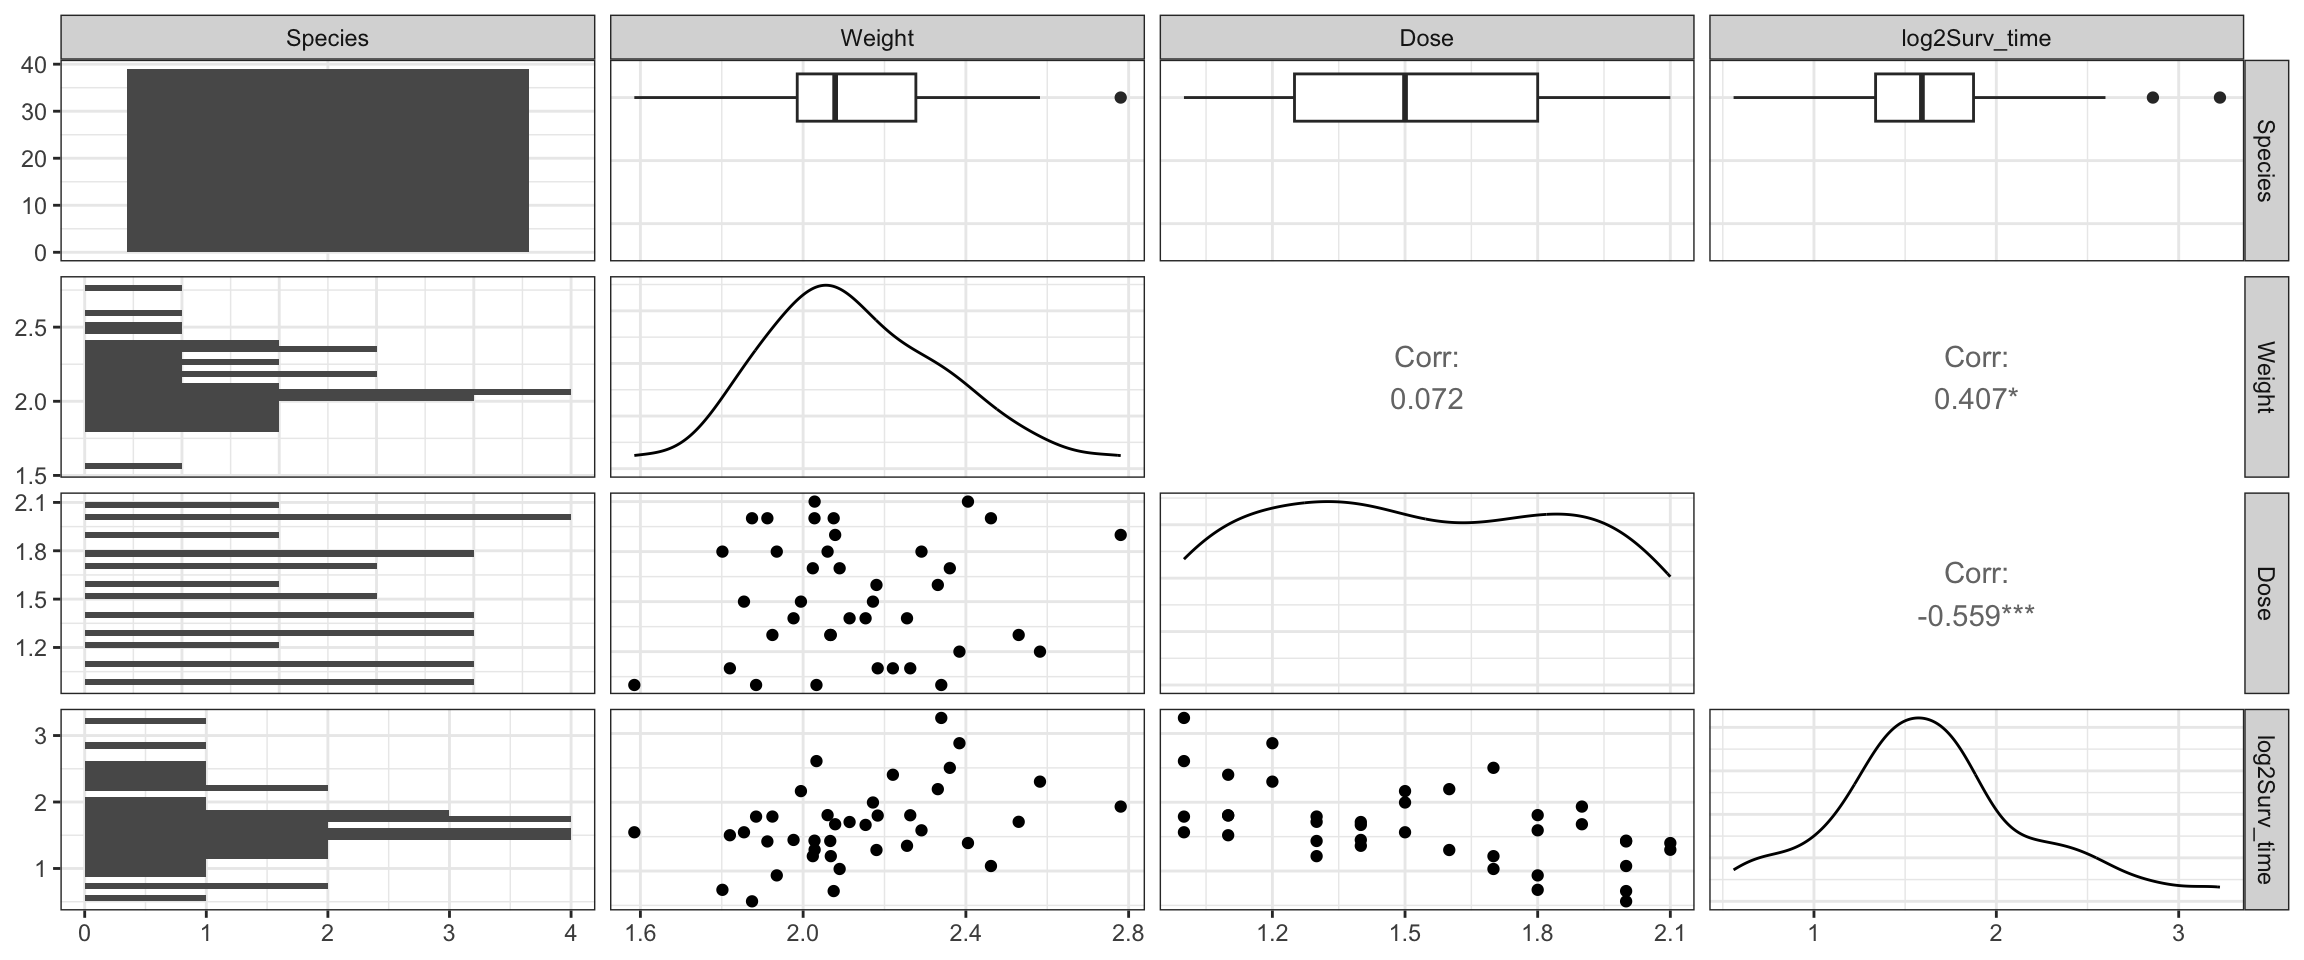 Species
Weight
Dose
log2Surv_time
40
30
20
10
0
Species
2.5
2.0
1.5
Corr:
0.072
Corr:
0.407*
Weight
2.1
1.8
1.5
1.2
Corr:
-0.559***
Dose
3
2
1
log2Surv_time
0 1 2 3 4
1.6 2.0 2.4 2.8
1.2 1.5 1.8 2.1
1 2 3